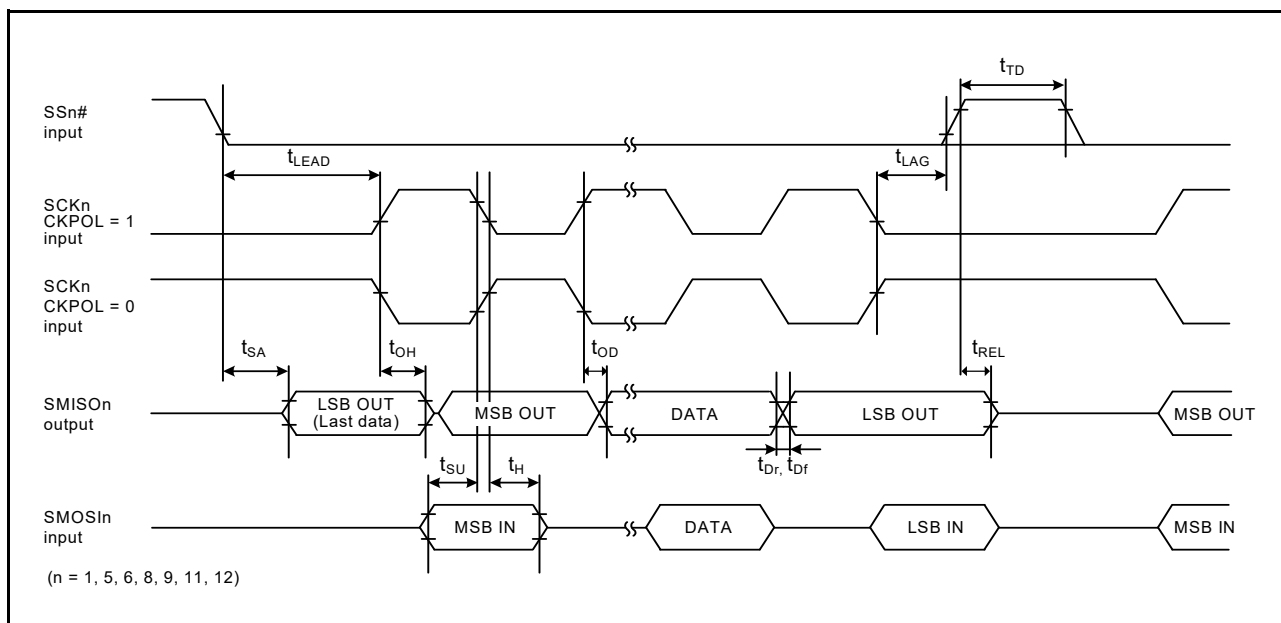 tTD
SSn#
input
tLEAD
tLAG
SCKn
CKPOL = 1
input
SCKn
CKPOL = 0
input
tSA
tOH
tOD
tREL
SMISOn
output
LSB OUT
(Last data)
MSB OUT
DATA
LSB OUT
MSB OUT
tSU
tH
tDr, tDf
SMOSIn
input
MSB IN
DATA
LSB IN
MSB IN
(n = 1, 5, 6, 8, 9, 11, 12)